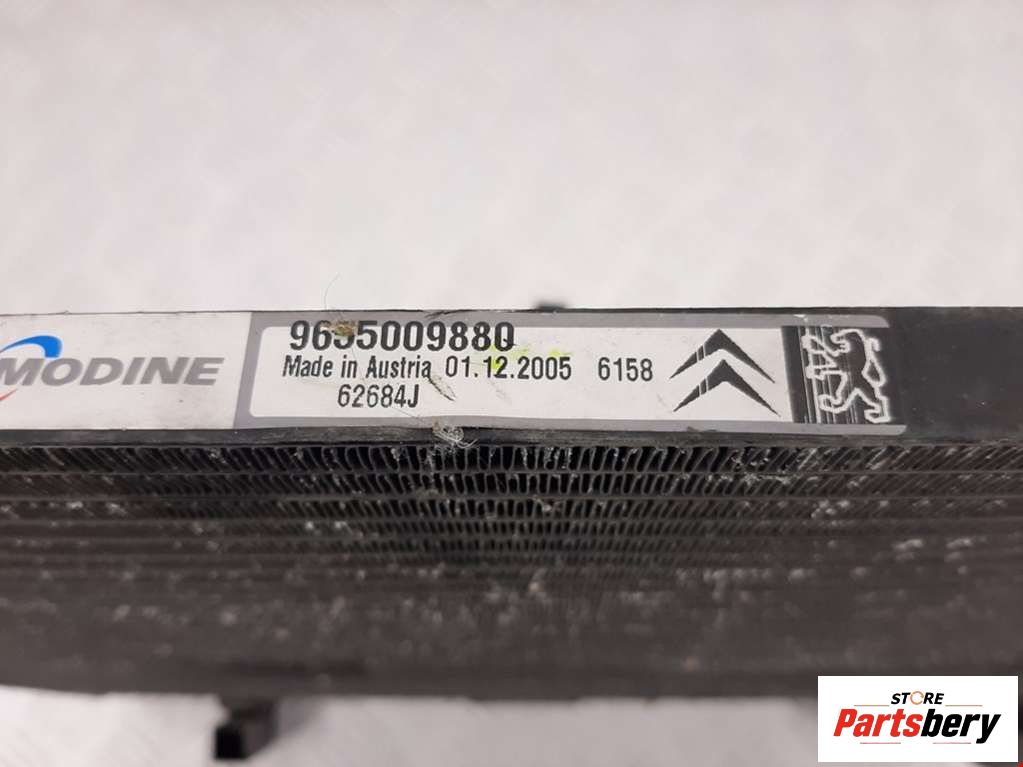 MODINE
9655009880
Made in Austria 01.12.2005 6158
62684J
STORE
Partsbery